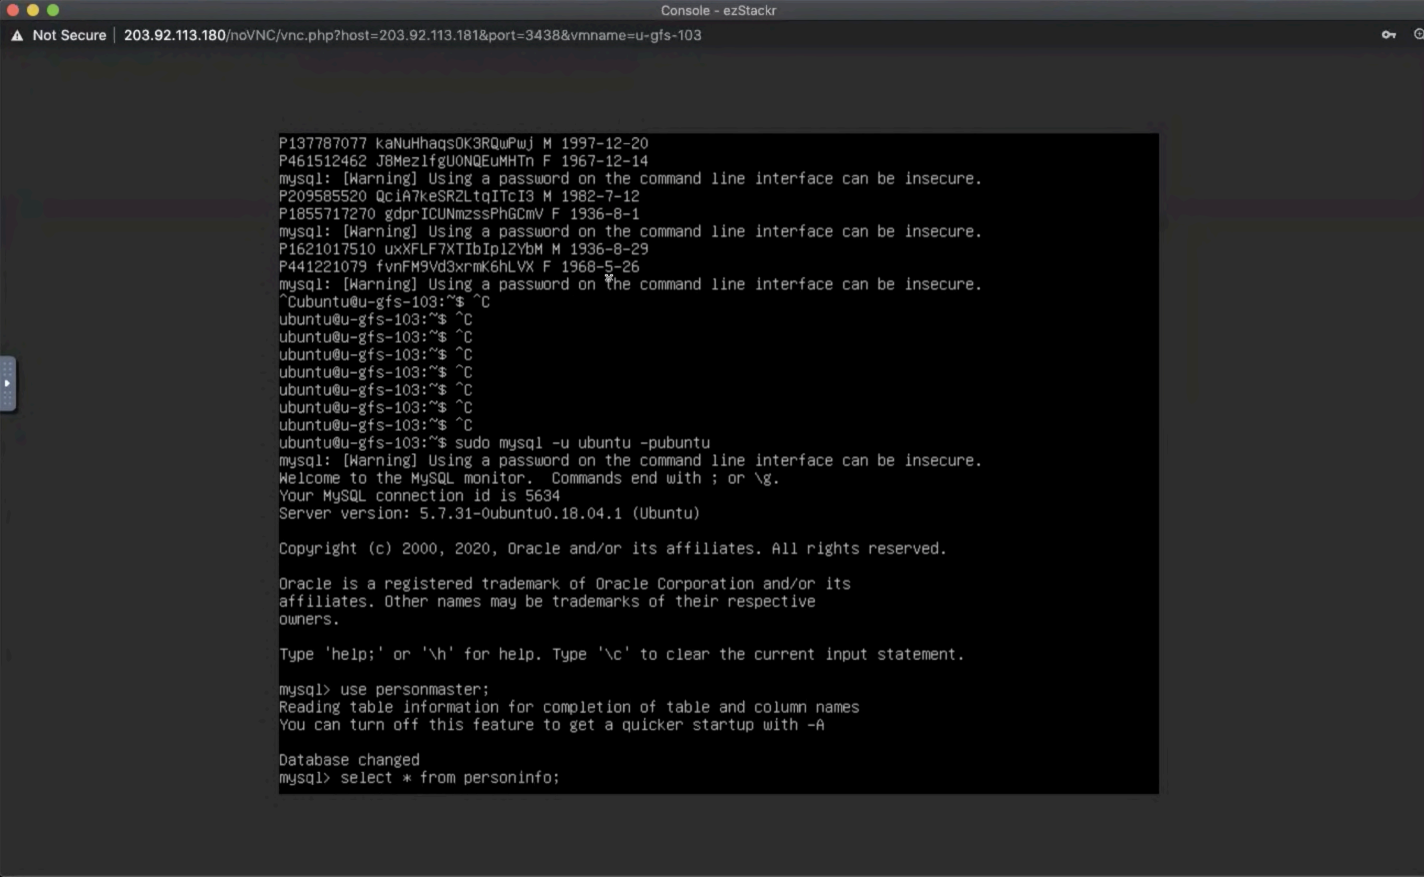 Console - ezStackr
Not Secure | 203.92.113.180/noVNC/vnc.php?host=203.92.113.181&port=3438&vmname=u-gfs-103
P137787077 kaNuHhaqsOK3RQwPwj M 1997-12-20
P461512462 J8MezlfgU0NQEuMHTn F 1967-12-14
mysql: [Warning] Using a password on the command line interface can be insecure.
P209585520 QciA7keSRZLtqITcI3 M 1982-7-12
P1855717270 gdprICUNmzssPhGCmV F 1936-8-1
mysql: [Warning] Using a password on the command line interface can be insecure.
P1621017510 uxXFLF7XTIbIplZYbM M 1936-8-29
P441221079 fvnFM9Vd3xrmK6hLVX F 1968-5-26
mysql: [Warning] Using a password on the command line interface can be insecure.
^Cubuntu@u-gfs-103:~$ ^C
ubuntu@u-gfs-103:~$ ^C
ubuntu@u-gfs-103:~$ ^C
ubuntu@u-gfs-103:~$ ^C
ubuntu@u-gfs-103:~$ ^C
ubuntu@u-gfs-103:~$ ^C
ubuntu@u-gfs-103:~$ ^C
ubuntu@u-gfs-103:~$ ^C
ubuntu@u-gfs-103:~$ sudo mysql -u ubuntu -pubuntu
mysql: [Warning] Using a password on the command line interface can be insecure.
Welcome to the MySQL monitor.  Commands end with ; or \g.
Your MySQL connection id is 5634
Server version: 5.7.31-0ubuntu0.18.04.1 (Ubuntu)
Copyright (c) 2000, 2020, Oracle and/or its affiliates. All rights reserved.
Oracle is a registered trademark of Oracle Corporation and/or its
affiliates. Other names may be trademarks of their respective
owners.
Type 'help;' or '\h' for help. Type '\c' to clear the current input statement.
mysql> use personmaster;
Reading table information for completion of table and column names
You can turn off this feature to get a quicker startup with -A
Database changed
mysql> select * from personinfo;